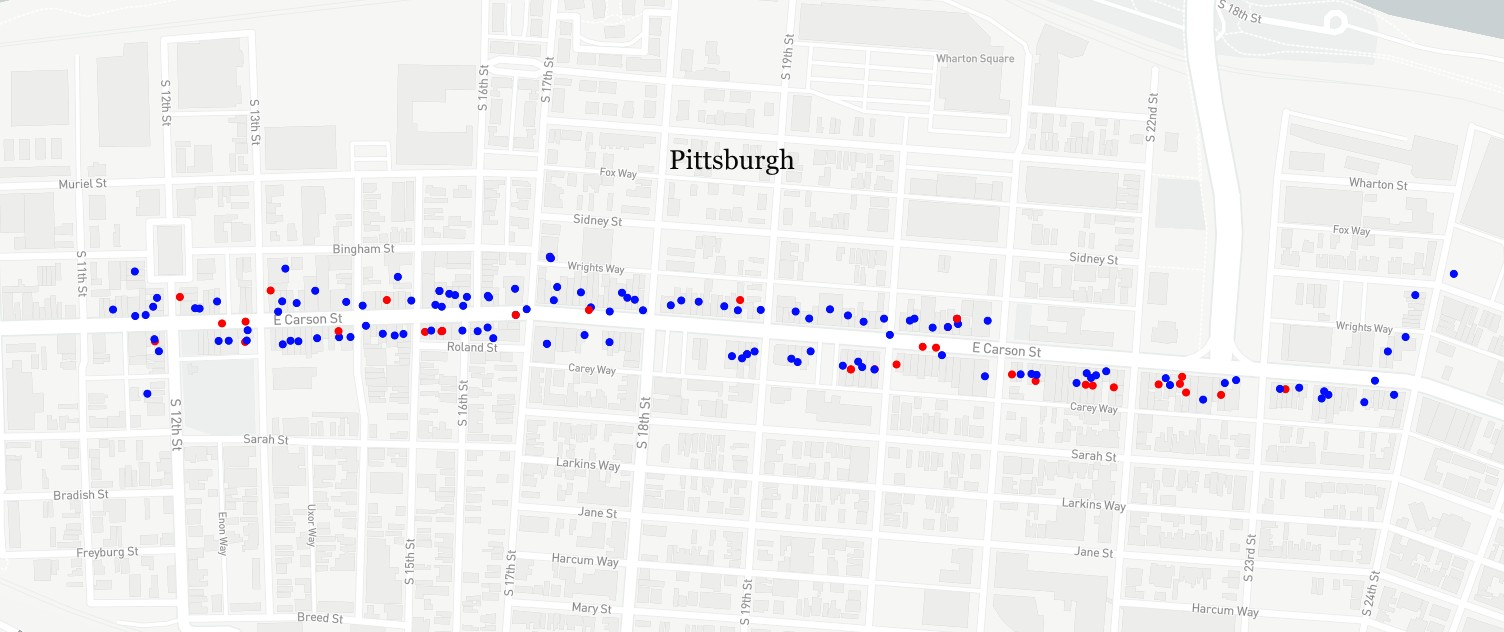 S 18th St
S 19th St
Wharton Square
S 16th St
S 17th St
S 12th St
S 13th St
S 22nd St
Pittsburgh
Fox Way
Muriel St
Wharton St
Sidney St
Fox Way
Bingham St
S 11th St
Sidney St
Wrights Way
E Carson St
Wrights Way
Roland St
E Carson St
Carey Way
S 16th St
S 12th St
S 18th St
Carey Way
Sarah St
Sarah St
Larkins Way
Bradish St
Larkins Way
Jane St
Enon Way
Uxor Way
Freyburg St
Jane St
Harcum Way
S 15th St
S 17th St
S 23rd St
S 19th St
S 24th St
Mary St
Harcum Way
Breed St